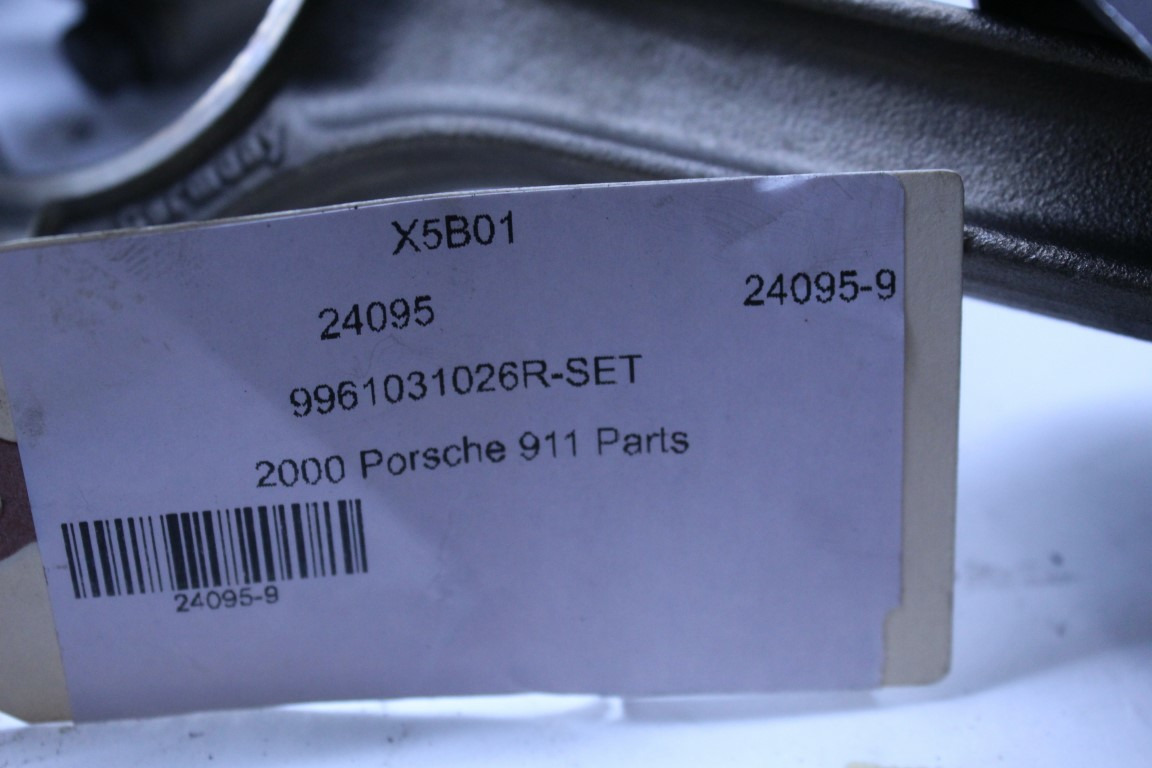 X5B01
24095 24095-9
9961031026R-SET
2000 Porsche 911 Parts
24095-9